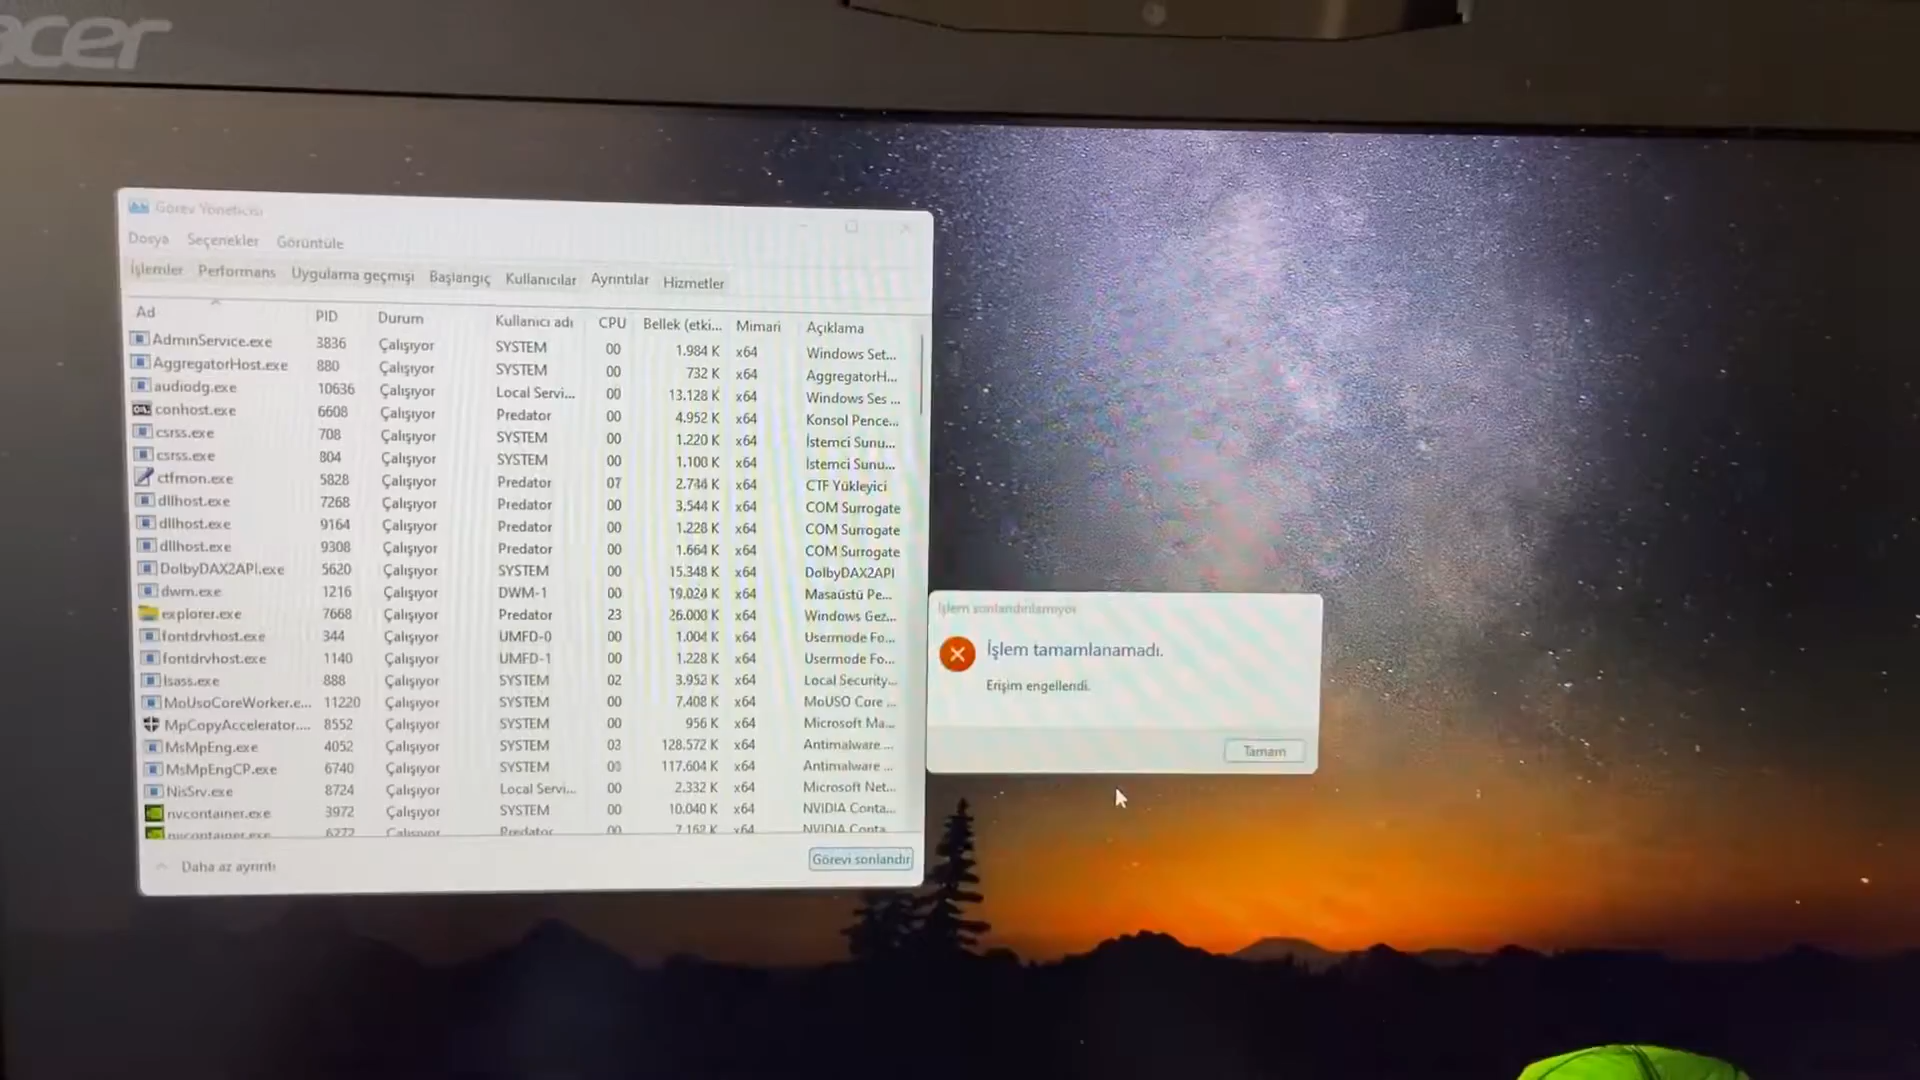 acer
Görev Yöneticisi
Dosya Seçenekler Görüntüle
İşlemler Performans Uygulama geçmişi Başlangıç Kullanıcılar Ayrıntılar Hizmetler
Ad PID Durum Kullanıcı adı CPU Bellek (etki... Mimari Açıklama
AdminService.exe 3836 Çalışıyor SYSTEM 00 1.984 K x64 Windows Set...
AggregatorHost.exe 880 Çalışıyor SYSTEM 00 732 K x64 AggregatorH...
audiodg.exe 10636 Çalışıyor Local Servi... 00 13.128 K x64 Windows Ses ...
conhost.exe 6608 Çalışıyor Predator 00 4.952 K x64 Konsol Pence...
csrss.exe 708 Çalışıyor SYSTEM 00 1.220 K x64 İstemci Sunu...
csrss.exe 804 Çalışıyor SYSTEM 00 1.100 K x64 İstemci Sunu...
ctfmon.exe 5828 Çalışıyor Predator 07 2.744 K x64 CTF Yükleyici
dllhost.exe 7268 Çalışıyor Predator 00 3.544 K x64 COM Surrogate
dllhost.exe 9164 Çalışıyor Predator 00 1.228 K x64 COM Surrogate
dllhost.exe 9308 Çalışıyor Predator 00 1.664 K x64 COM Surrogate
DolbyDAX2API.exe 5620 Çalışıyor SYSTEM 00 15.348 K x64 DolbyDAX2API
dwm.exe 1216 Çalışıyor DWM-1 00 19.024 K x64 Masaüstü Pe...
explorer.exe 7668 Çalışıyor Predator 23 26.000 K x64 Windows Gez...
fontdrvhost.exe 344 Çalışıyor UMFD-0 00 1.004 K x64 Usermode Fo...
fontdrvhost.exe 1140 Çalışıyor UMFD-1 00 1.228 K x64 Usermode Fo...
lsass.exe 888 Çalışıyor SYSTEM 02 3.952 K x64 Local Security...
MoUsoCoreWorker.e... 11220 Çalışıyor SYSTEM 00 7.408 K x64 MoUSO Core ...
MpCopyAccelerator.... 8552 Çalışıyor SYSTEM 00 956 K x64 Microsoft Ma...
MsMpEng.exe 4052 Çalışıyor SYSTEM 03 128.572 K x64 Antimalware ...
MsMpEngCP.exe 6740 Çalışıyor SYSTEM 117.604 K x64 Antimalware ...
NisSrv.exe 8724 Çalışıyor Local Servi... 00 2.332 K x64 Microsoft Net...
nvcontainer.exe 3972 Çalışıyor SYSTEM 00 10.040 K x64 NVIDIA Conta...
nvcontainer.exe 6272 Çalışıyor Predator 00 7.162 K x64 NVIDIA Conta
Daha az ayrıntı
Görevi sonlandır
İşlem sonlandırılamıyor
İşlem tamamlanamadı.
Erişim engellendi.
Tamam